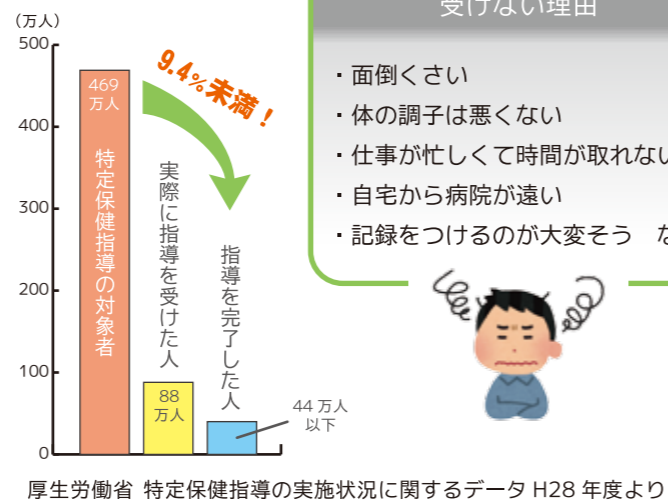 (万人)
500
400
300
200
100
0
469
万人
特定保健指導の対象者
9.4%未満！
実際に指導を受けた人
88
万人
指導を完了した人
44 万人
以下
受けない理由
・面倒くさい
・体の調子は悪くない
・仕事が忙しくて時間が取れない
・自宅から病院が遠い
・記録をつけるのが大変そう
厚生労働省 特定保健指導の実施状況に関するデータ H28 年度より